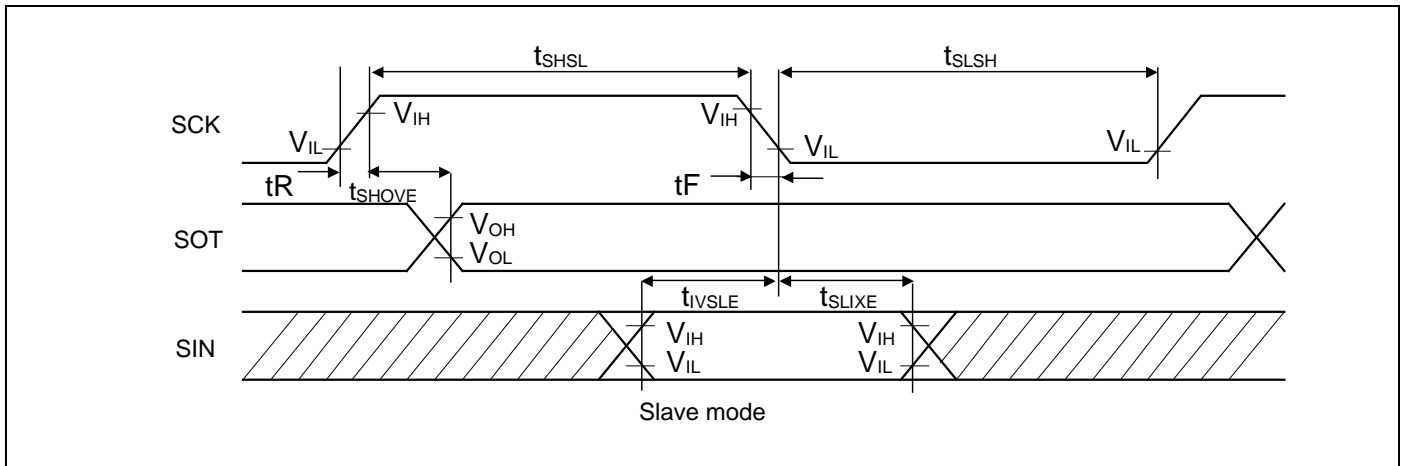 tSHSL
tSLSH
SCK
VIH
VIH
VIL
VIL
VIL
tR
tSHOVE
tF
SOT
VOH
VOL
tIVSLE
tSLIXE
SIN
VIH
VIH
VIL
VIL
Slave mode